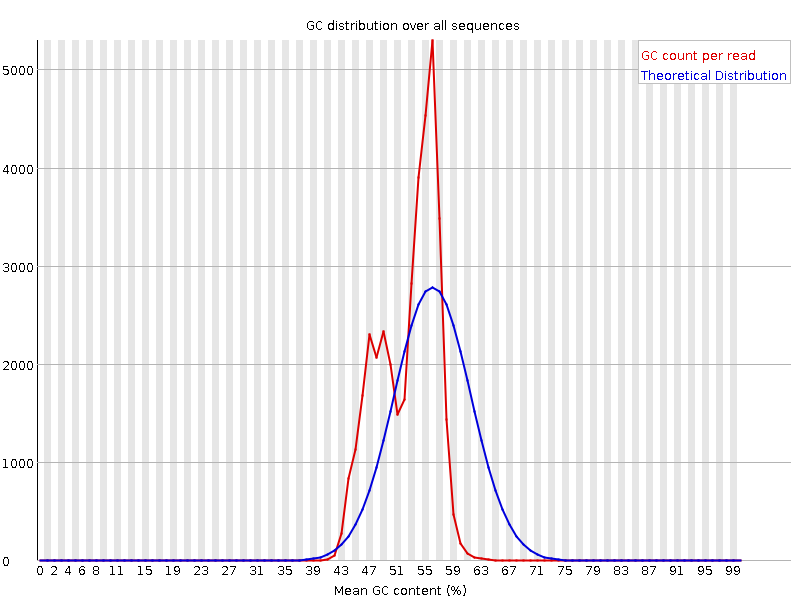 GC distribution over all sequences
GC count per read
Theoretical Distribution
5000
4000
3000
2000
1000
0
0 2 4 6 8 11 15 19 23 27 31 35 39 43 47 51 55 59 63 67 71 75 79 83 87 91 95 99
Mean GC content (%)